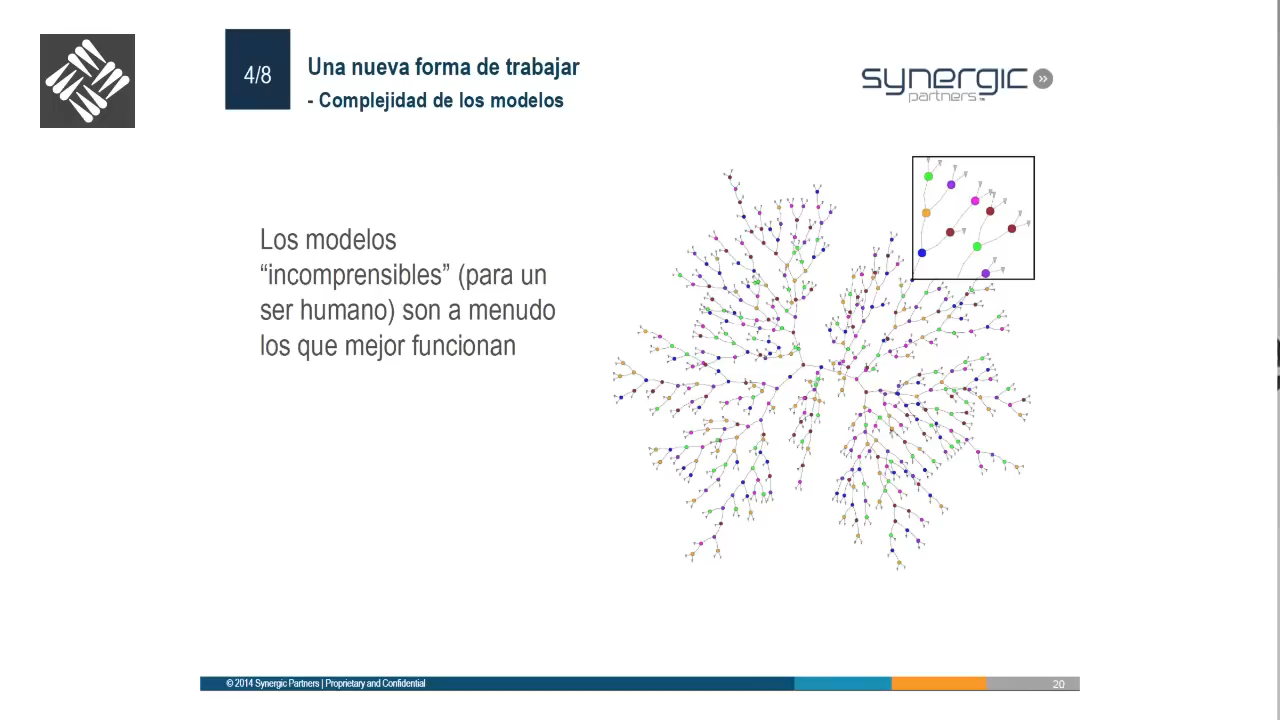 4/8
Una nueva forma de trabajar
- Complejidad de los modelos
synergic
partners™
Los modelos
“incomprensibles” (para un
ser humano) son a menudo
los que mejor funcionan
© 2014 Synergic Partners | Proprietary and Confidential
20